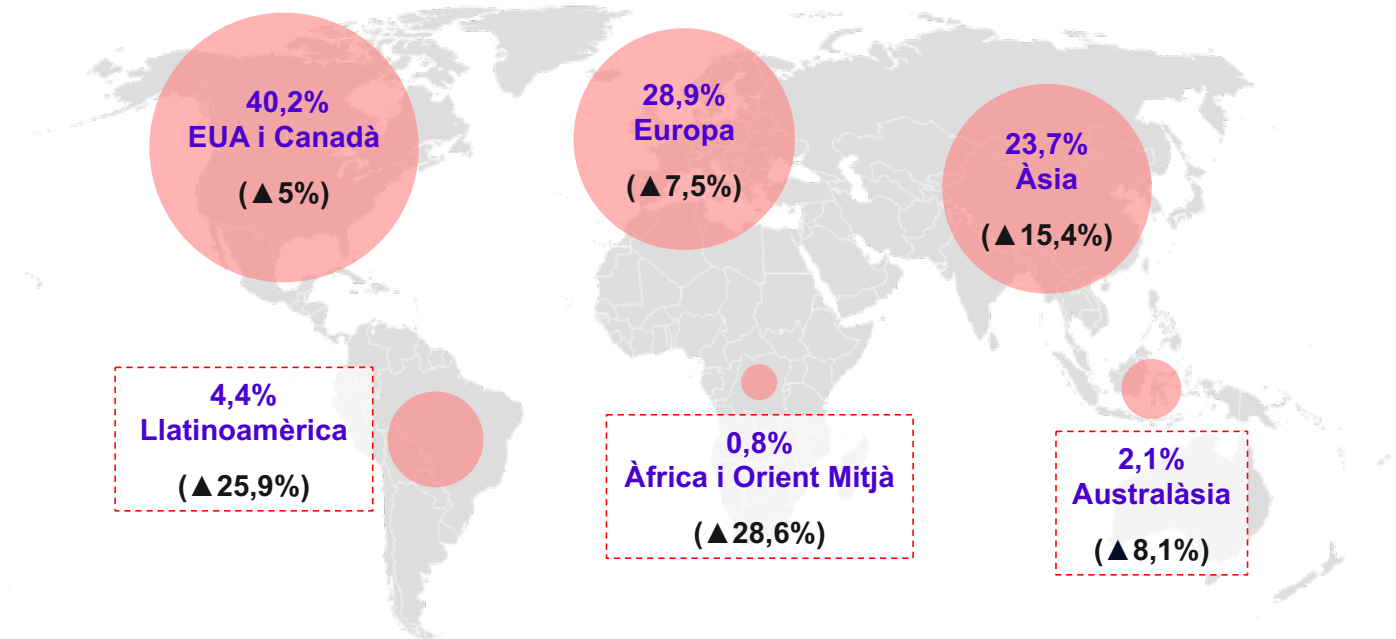 40,2%
EUA i Canadà
(▲5%)
28,9%
Europa
(▲7,5%)
23,7%
Àsia
(▲15,4%)
4,4%
Llatinoamèrica
(▲25,9%)
0,8%
Àfrica i Orient Mitjà
(▲28,6%)
2,1%
Australàsia
(▲8,1%)